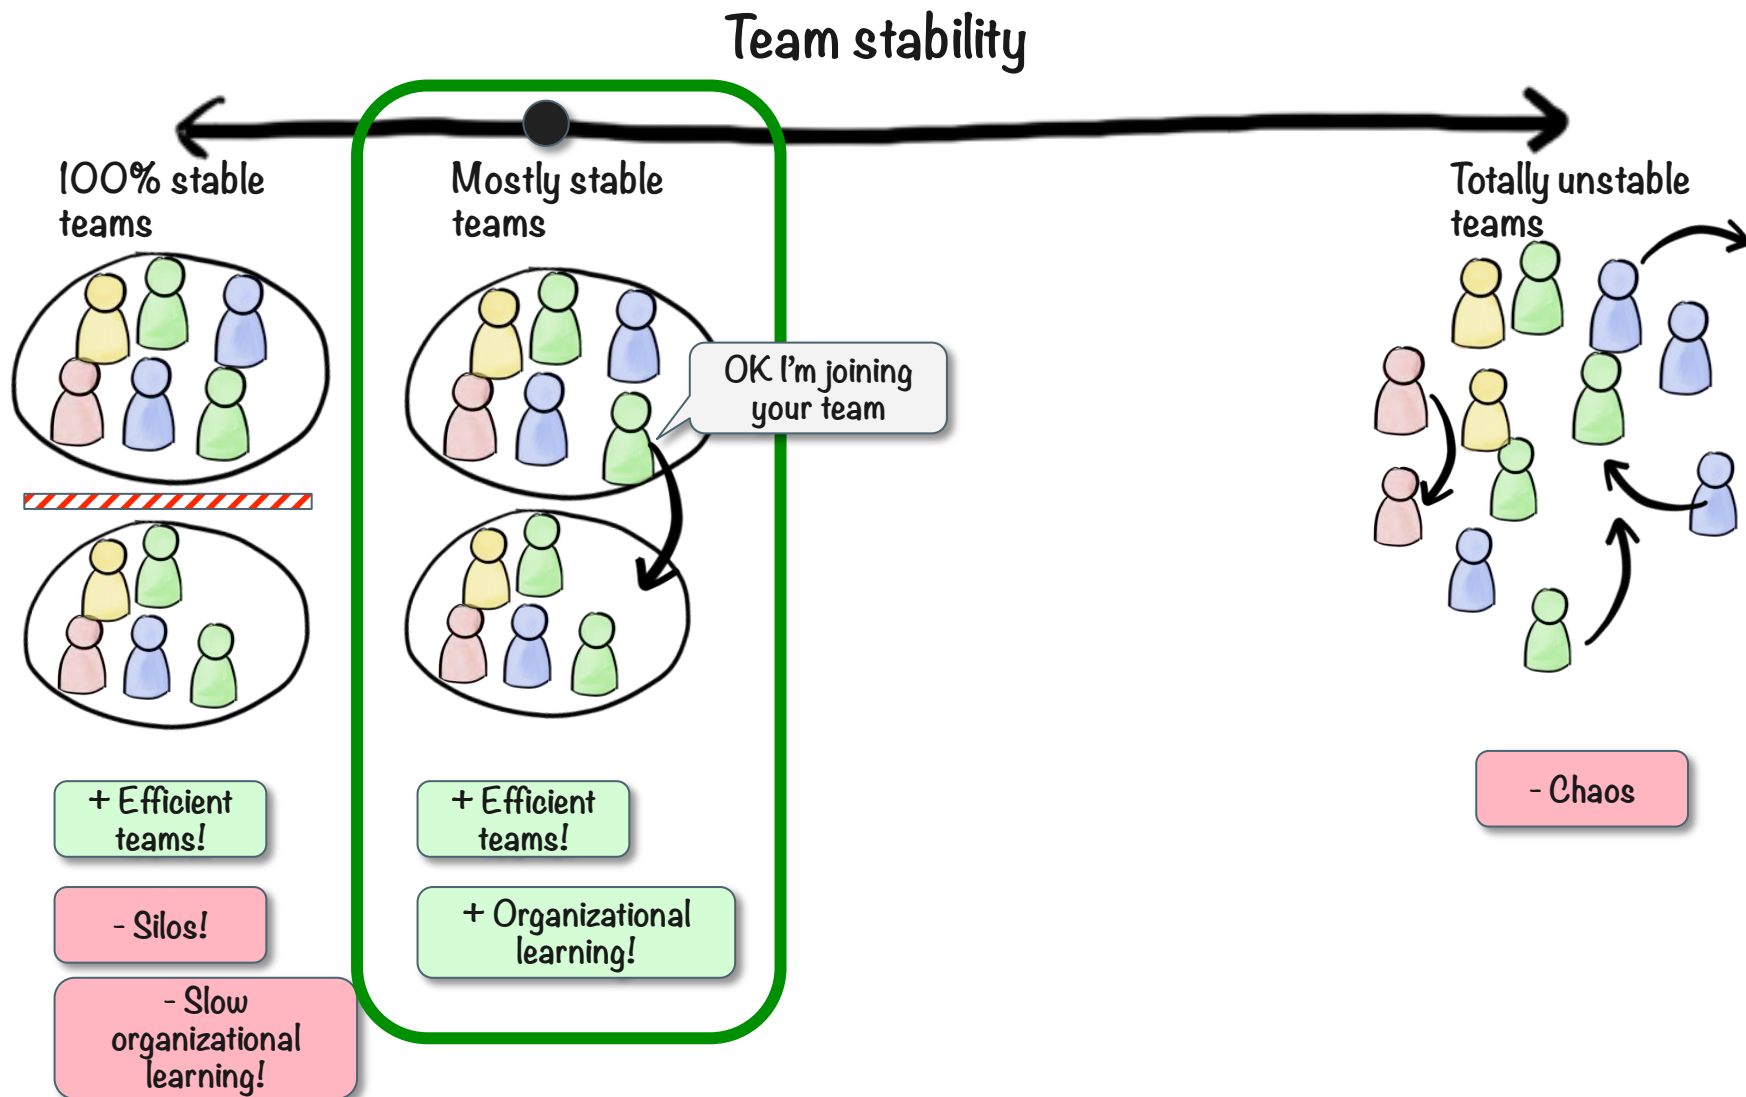 Team stability
100% stable
teams
Mostly stable
teams
Totally unstable
teams
OK I'm joining
your team
+ Efficient
teams!
- Silos!
- Slow
organizational
learning!
+ Efficient
teams!
+ Organizational
learning!
- Chaos